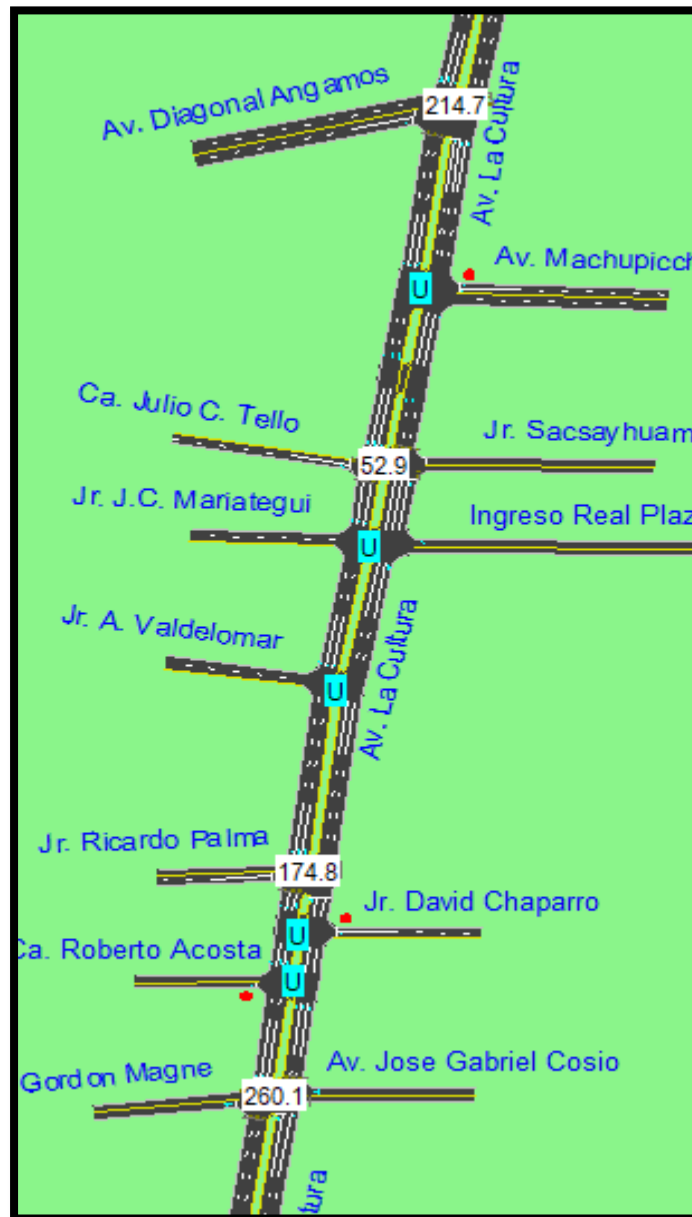 Av. Diagonal Angamos
214.7
Av. La Cultura
Av. Machupicch
U
Ca. Julio C. Tello
52.9
Jr. Sacsayhuam
Jr. J.C. Mariategui
Ingreso Real Plaz
U
Jr. A. Valdelomar
U
Av. La Cultura
Jr. Ricardo Palma
174.8
Jr. David Chaparro
U
Ca. Roberto Acosta
U
Gordon Magne
260.1
Av. Jose Gabriel Cosio
tura